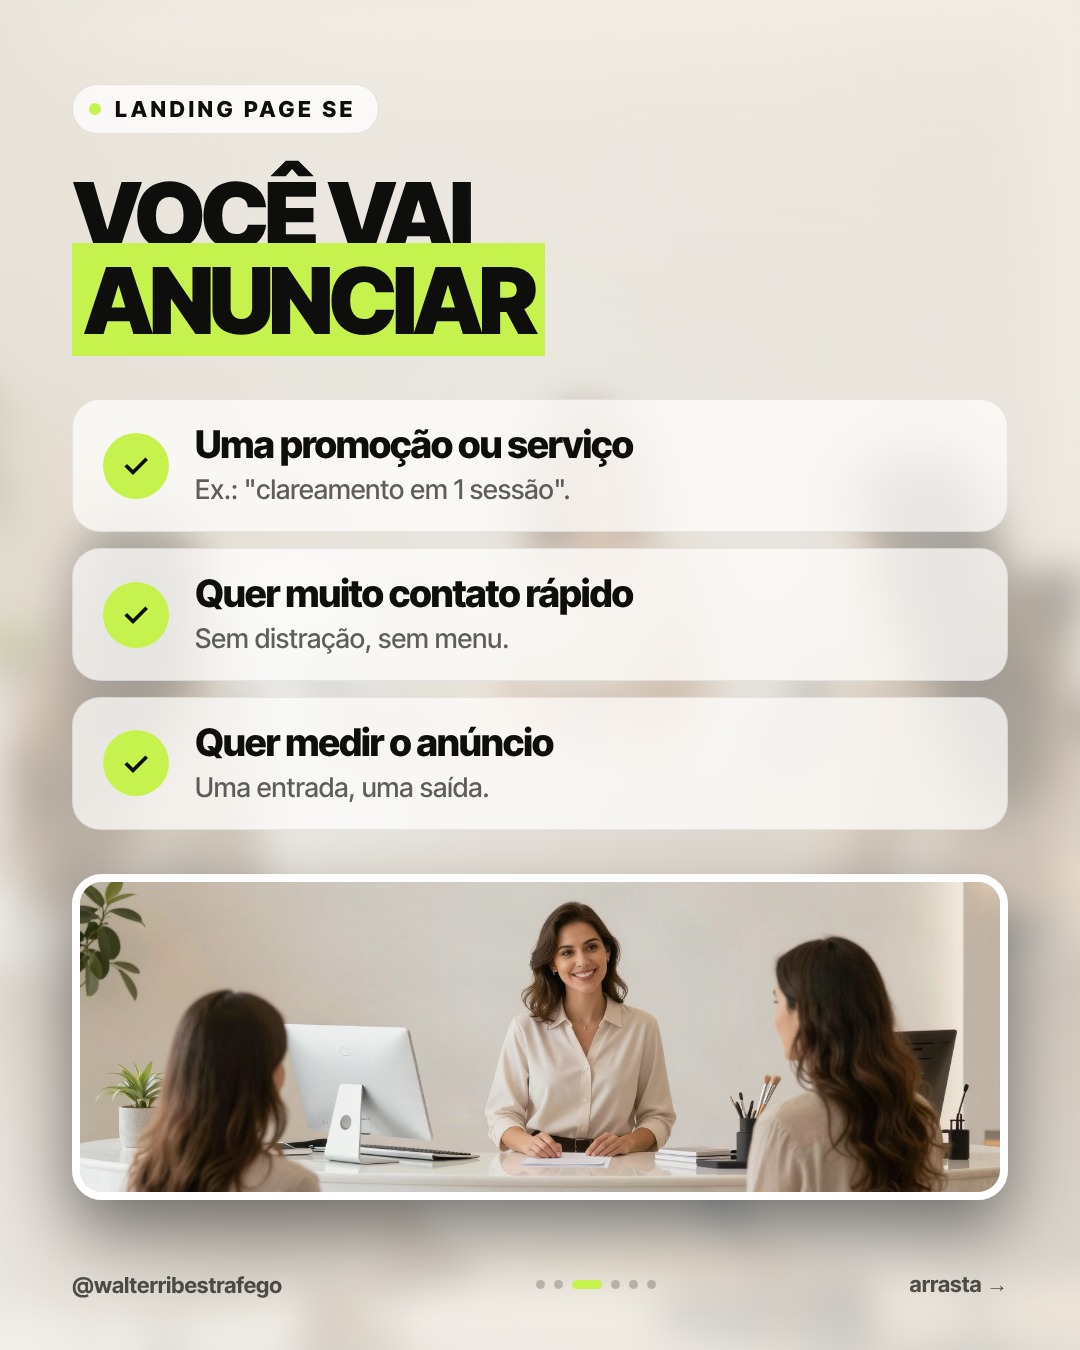 LANDING PAGE SE
VOCÊ VAI
ANUNCIAR
Uma promoção ou serviço
Ex.: "clareamento em 1 sessão".
Quer muito contato rápido
Sem distração, sem menu.
Quer medir o anúncio
Uma entrada, uma saída.
@walterribestrafego
arrasta →